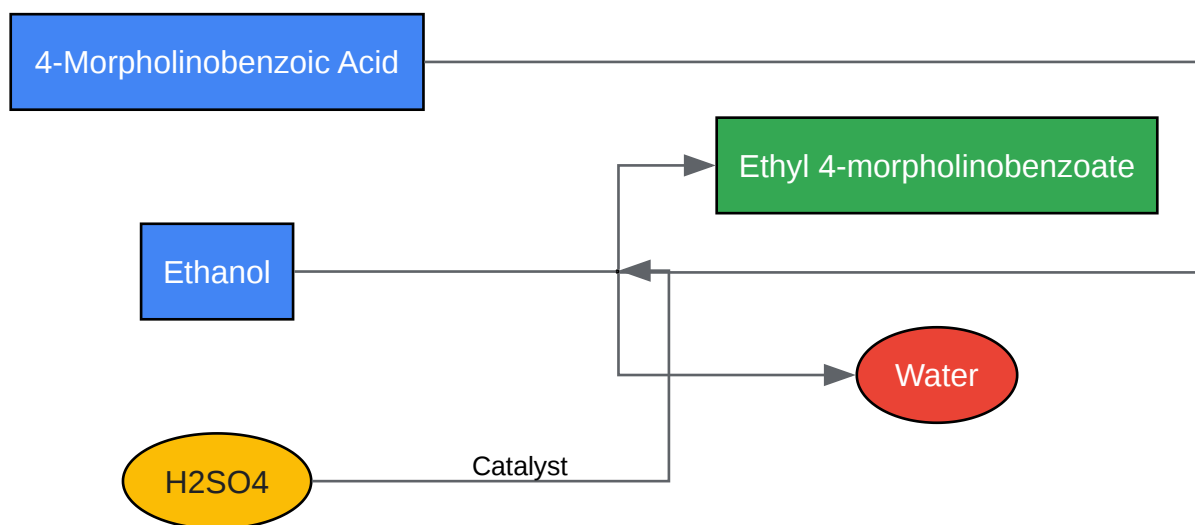 4-Morpholinobenzoic Acid
Ethyl 4-morpholinobenzoate
Ethanol
Water
Catalyst
H2SO4